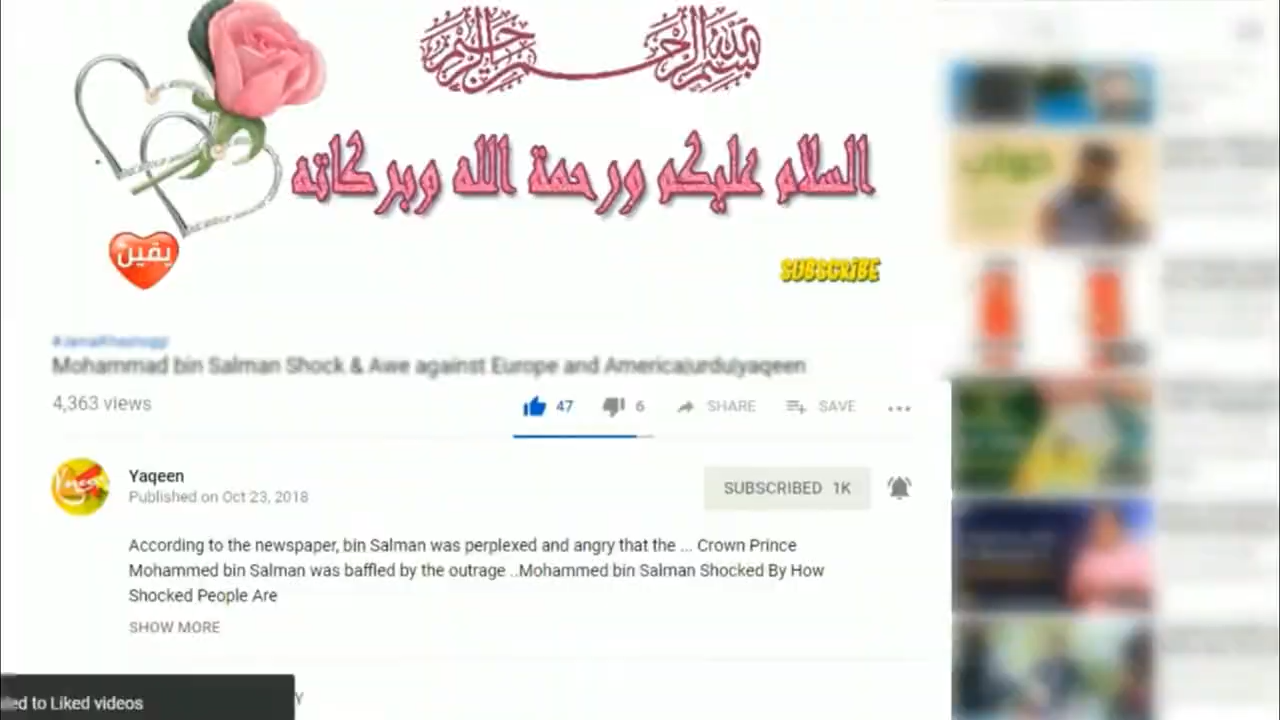 بسم الله الرحمن الرحيم
السلام عليكم ورحمة الله وبركاته
يقين
SUBSCRIBE
#JamalKhashoggi
Mohammad bin Salman Shock & Awe against Europe and America|urdu|yaqeen
4,363 views
47
6
SHARE
SAVE
Yaqeen
Published on Oct 23, 2018
SUBSCRIBED 1K
According to the newspaper, bin Salman was perplexed and angry that the ... Crown Prince
Mohammed bin Salman was baffled by the outrage ..Mohammed bin Salman Shocked By How
Shocked People Are
SHOW MORE
to Liked videos